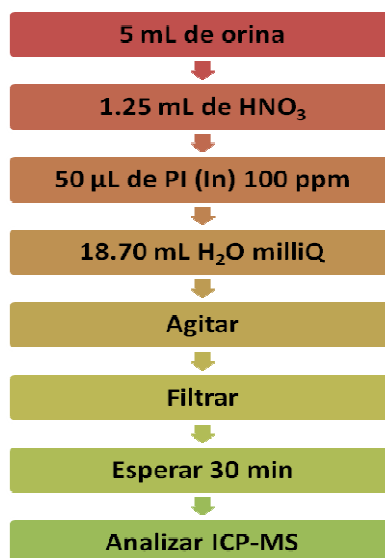 5 mL de orina
1.25 mL de HNO₃
50 µL de PI (In) 100 ppm
18.70 mL H₂O milliQ
Agitar
Filtrar
Esperar 30 min
Analizar ICP-MS